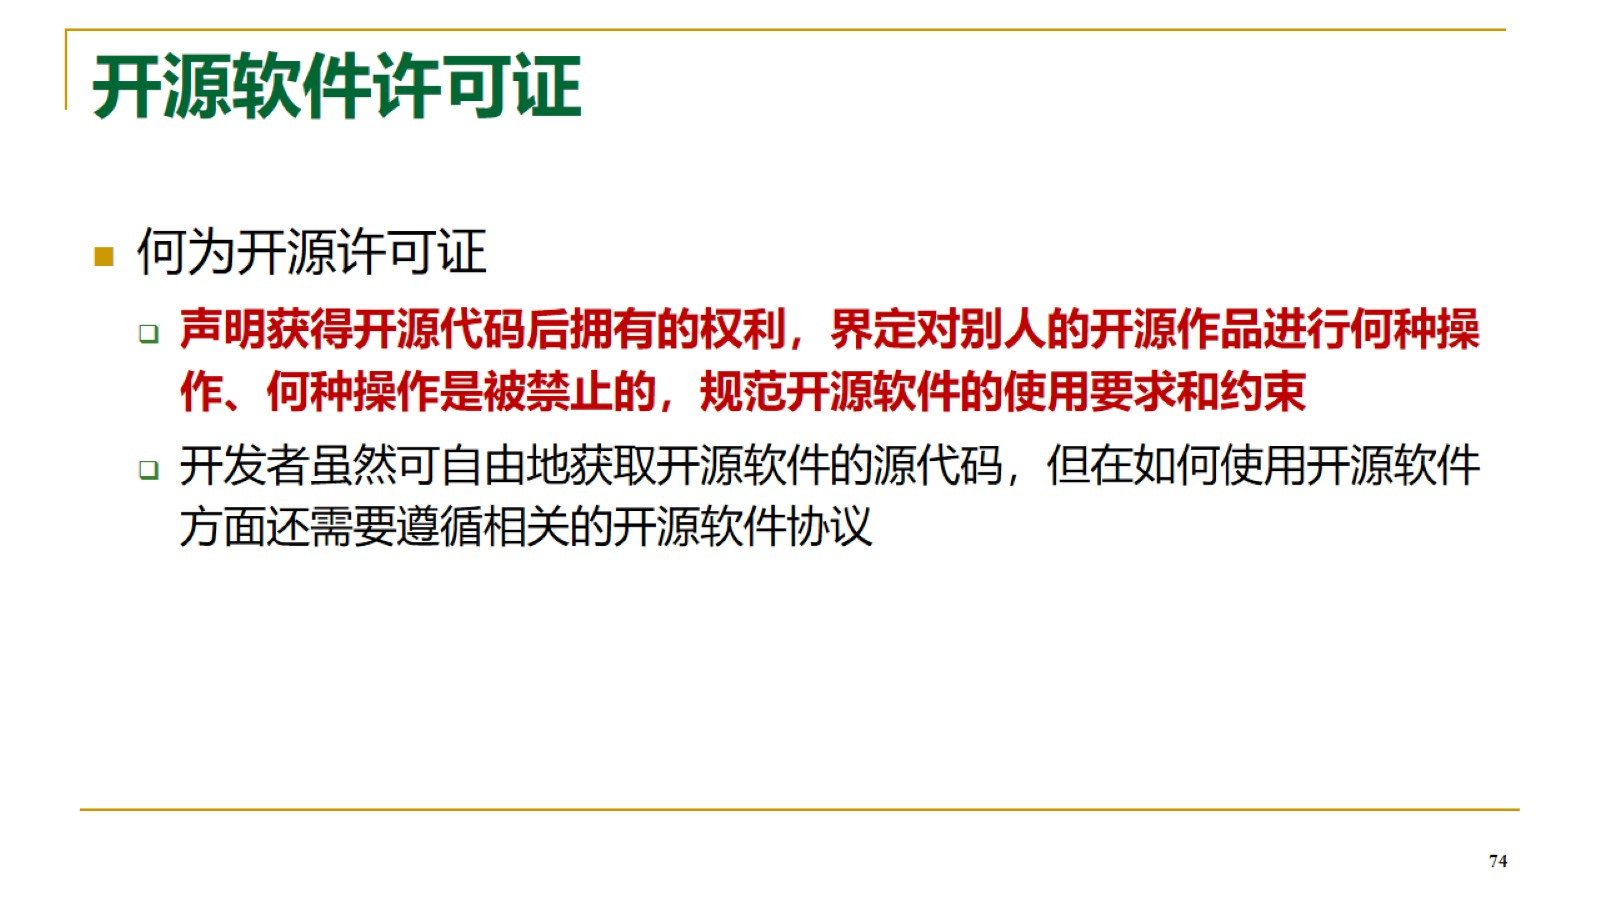 开源软件许可证
何为开源许可证
声明获得开源代码后拥有的权利，界定对别人的开源作品进行何种操
作、何种操作是被禁止的，规范开源软件的使用要求和约束
开发者虽然可自由地获取开源软件的源代码，但在如何使用开源软件
方面还需要遵循相关的开源软件协议
74